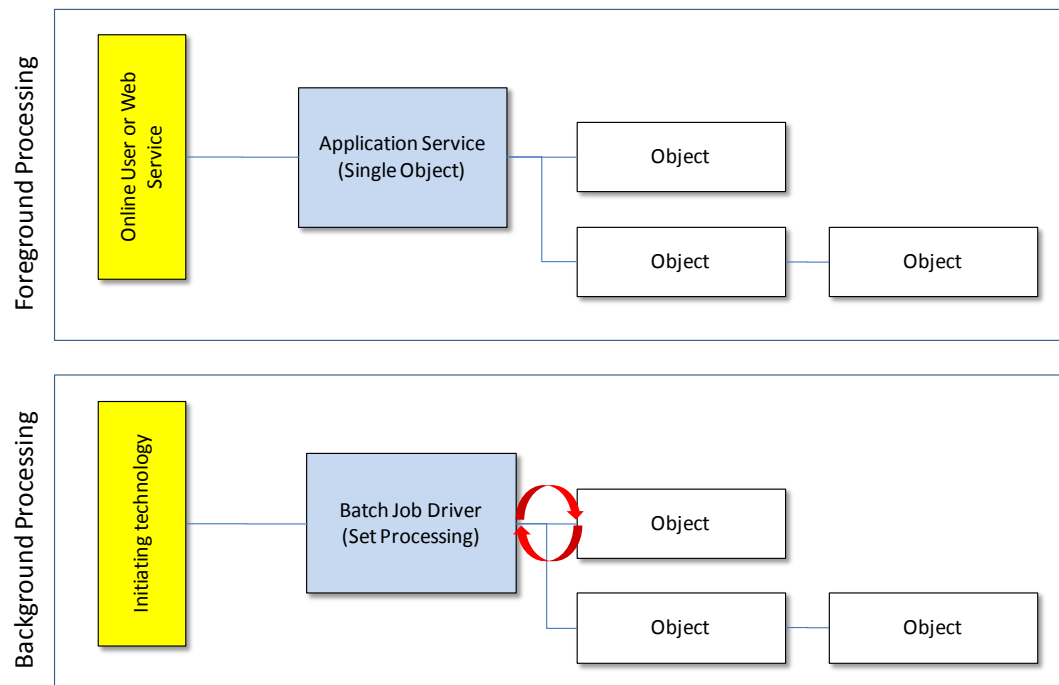 Foreground Processing
Online User or Web
Service
Application Service
(Single Object)
Object
Object
Object
Background Processing
Initiating technology
Batch Job Driver
(Set Processing)
Object
Object
Object